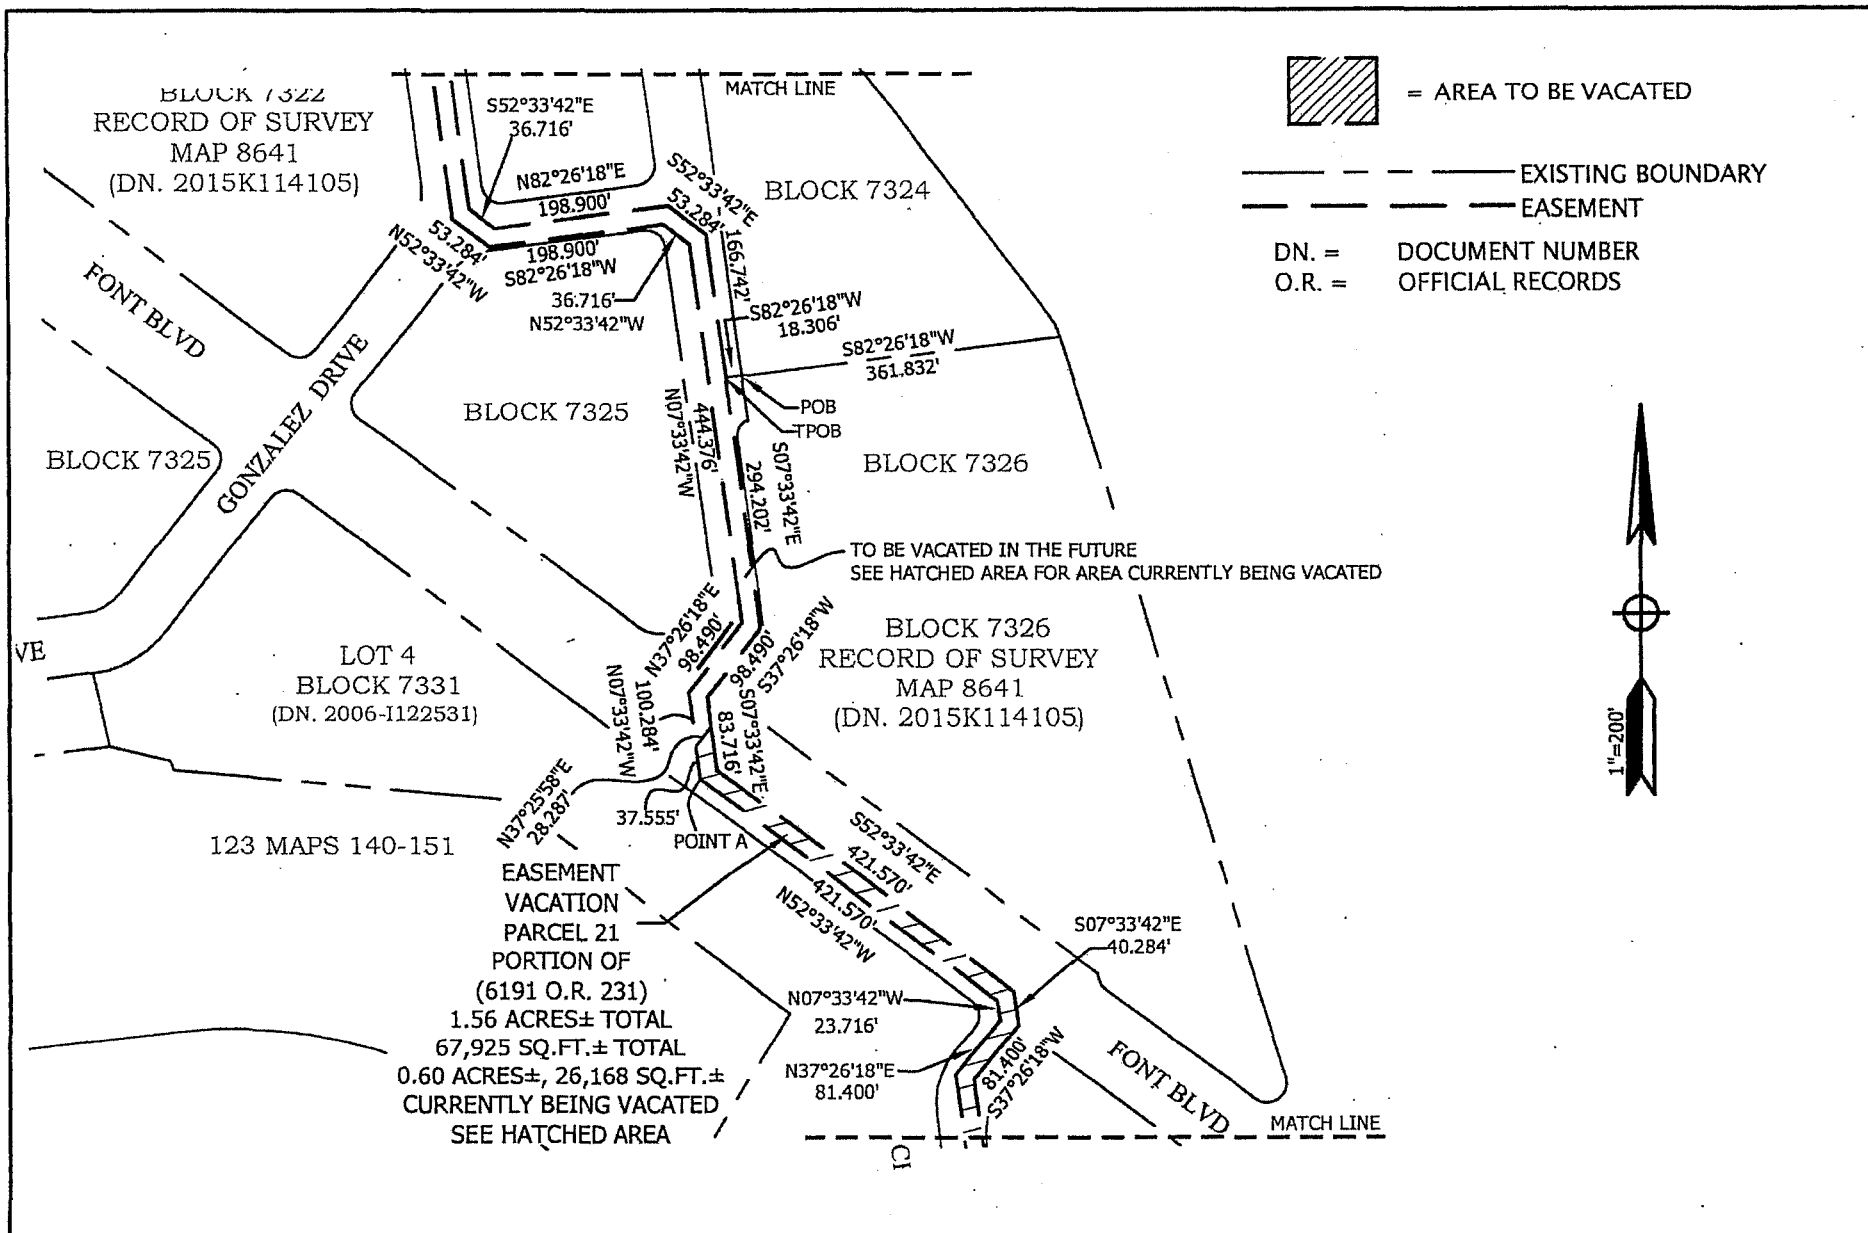 BLOCK 7322
RECORD OF SURVEY
MAP 8641
(DN. 2015K114105)
S52°33'42"E
36.716'
MATCH LINE
= AREA TO BE VACATED
EXISTING BOUNDARY
EASEMENT
DN. = DOCUMENT NUMBER
O.R. = OFFICIAL RECORDS
N82°26'18"E
198.900'
S52°33'42"E
53.284'
BLOCK 7324
53.284'
N52°33'42"W
198.900'
S82°26'18"W
36.716'
N52°33'42"W
166.742'
S82°26'18"W
18.306'
S82°26'18"W
361.832'
FONT BLVD
GONZALEZ DRIVE
BLOCK 7325
BLOCK 7325
POB
TPOB
444.376'
N07°33'42"W
S07°33'42"E
294.202'
BLOCK 7326
TO BE VACATED IN THE FUTURE
SEE HATCHED AREA FOR AREA CURRENTLY BEING VACATED
N37°26'18"E
98.490'
98.490'
S37°26'18"W
BLOCK 7326
RECORD OF SURVEY
MAP 8641
(DN. 2015K114105)
VE
LOT 4
BLOCK 7331
(DN. 2006-I122531)
100.284'
N07°33'42"W
S07°33'42"E
83.716'
1"=200'
N37°25'58"E
28.287'
37.555'
POINT A
123 MAPS 140-151
S52°33'42"E
421.570'
421.570'
N52°33'42"W
EASEMENT
VACATION
PARCEL 21
PORTION OF
(6191 O.R. 231)
1.56 ACRES± TOTAL
67,925 SQ.FT.± TOTAL
0.60 ACRES±, 26,168 SQ.FT.±
CURRENTLY BEING VACATED
SEE HATCHED AREA
S07°33'42"E
40.284'
N07°33'42"W
23.716'
N37°26'18"E
81.400'
81.400'
S37°26'18"W
FONT BLVD
MATCH LINE
CI